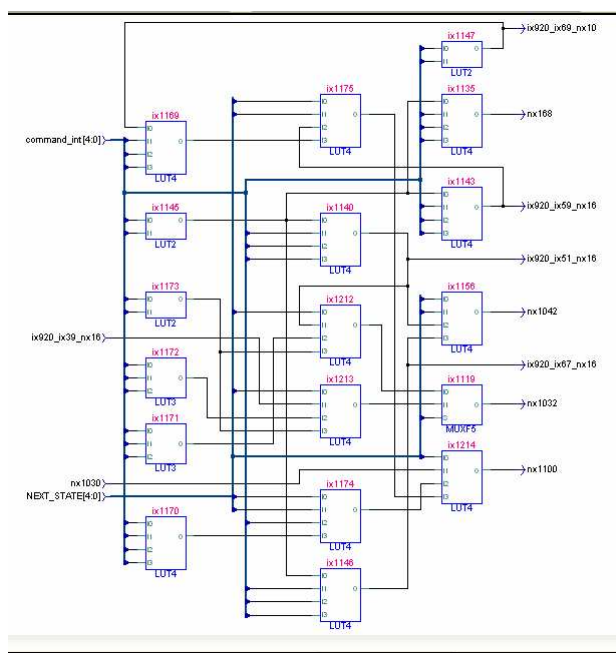 ix1147
LUT2
ix920_ix69_nx10
ix1175
LUT4
ix1135
LUT4
nx168
ix1169
LUT4
command_int[4:0]
ix1143
LUT4
ix920_ix59_nx16
ix1145
LUT2
ix1140
LUT4
ix920_ix51_nx16
ix1173
LUT2
ix1212
LUT4
ix1156
LUT4
nx1042
ix920_ix39_nx16
ix1172
LUT3
ix1213
LUT4
ix920_ix67_nx16
ix1119
MUXF5
nx1032
ix1171
LUT3
ix1214
LUT4
nx1100
nx1030
NEXT_STATE[4:0]
ix1174
LUT4
ix1170
LUT4
ix1146
LUT4